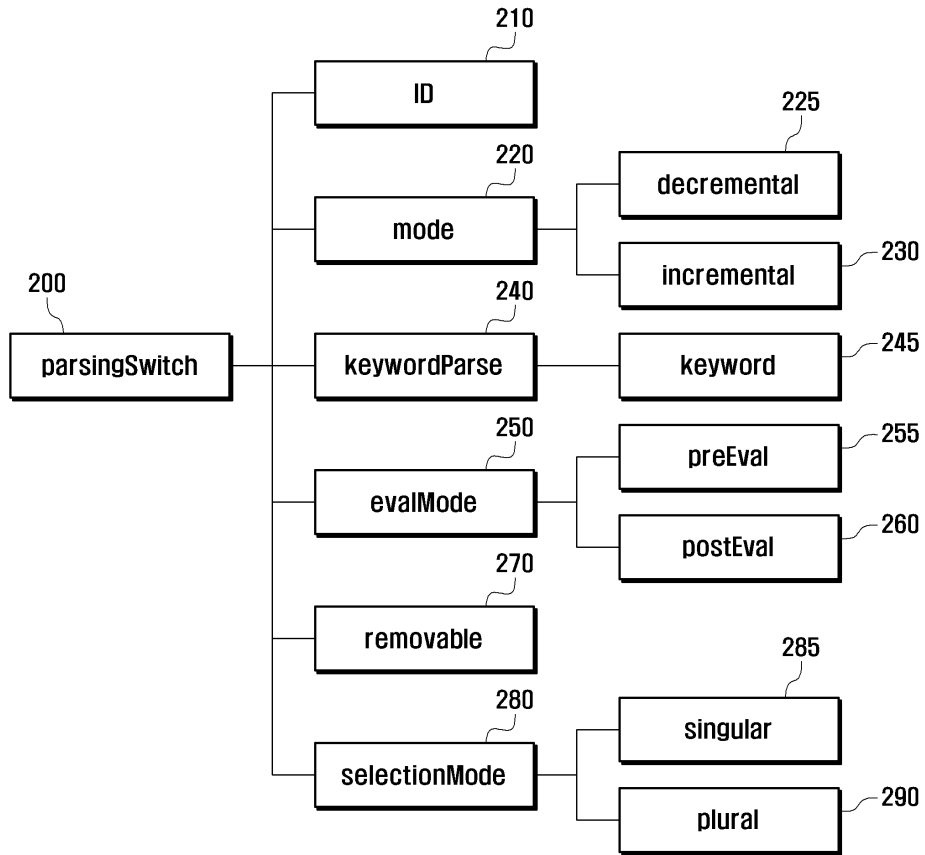 210
ID
225
220
decremental
mode
230
incremental
200
240
245
parsingSwitch
keywordParse
keyword
250
255
preEval
evalMode
260
postEval
270
removable
285
280
singular
selectionMode
290
plural